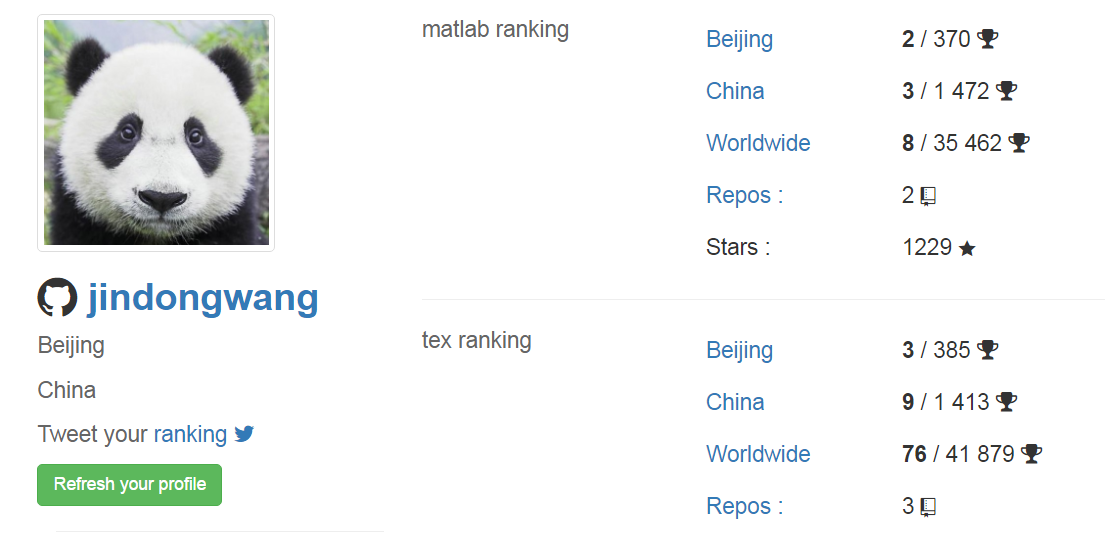 jindongwang
Beijing
China
Tweet your ranking
Refresh your profile
matlab ranking
Beijing 2 / 370
China 3 / 1 472
Worldwide 8 / 35 462
Repos : 2
Stars : 1229
tex ranking
Beijing 3 / 385
China 9 / 1 413
Worldwide 76 / 41 879
Repos : 3